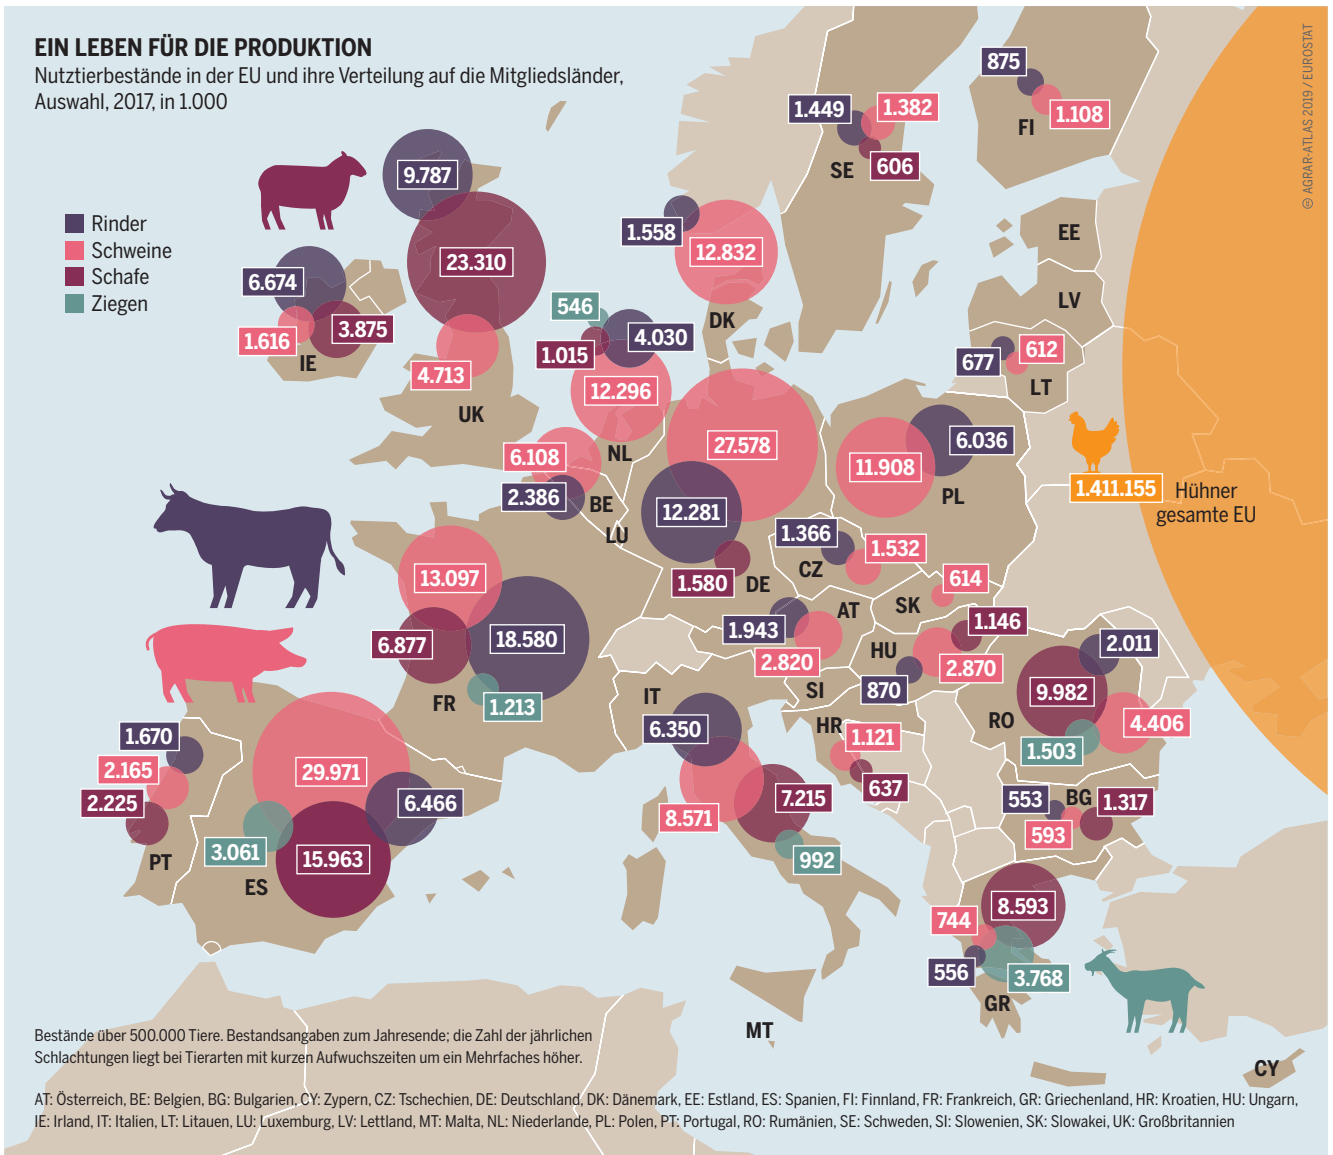 EIN LEBEN FÜR DIE PRODUKTION
Nutztierbestände in der EU und ihre Verteilung auf die Mitgliedsländer,
Auswahl, 2017, in 1.000
© AGRAR-ATLAS 2019 / EUROSTAT
Rinder
Schweine
Schafe
Ziegen
875
1.108
FI
1.449
1.382
606
SE
9.787
23.310
4.713
UK
6.674
1.616
3.875
IE
1.558
12.832
DK
EE
LV
677
612
LT
546
4.030
1.015
12.296
NL
6.108
2.386
BE
LU
27.578
12.281
1.580
DE
11.908
6.036
PL
1.411.155
Hühner
gesamte EU
1.366
1.532
CZ
614
SK
13.097
6.877
18.580
1.213
FR
1.943
2.820
AT
HU
1.146
2.870
870
SI
2.011
9.982
4.406
1.503
RO
IT
6.350
8.571
7.215
992
HR
1.121
637
1.670
2.165
2.225
PT
29.971
6.466
3.061
15.963
ES
553
BG
1.317
593
744
8.593
556
3.768
GR
MT
CY
Bestände über 500.000 Tiere. Bestandsangaben zum Jahresende; die Zahl der jährlichen
Schlachtungen liegt bei Tierarten mit kurzen Aufwuchszeiten um ein Mehrfaches höher.
AT: Österreich, BE: Belgien, BG: Bulgarien, CY: Zypern, CZ: Tschechien, DE: Deutschland, DK: Dänemark, EE: Estland, ES: Spanien, FI: Finnland, FR: Frankreich, GR: Griechenland, HR: Kroatien, HU: Ungarn,
IE: Irland, IT: Italien, LT: Litauen, LU: Luxemburg, LV: Lettland, MT: Malta, NL: Niederlande, PL: Polen, PT: Portugal, RO: Rumänien, SE: Schweden, SI: Slowenien, SK: Slowakei, UK: Großbritannien